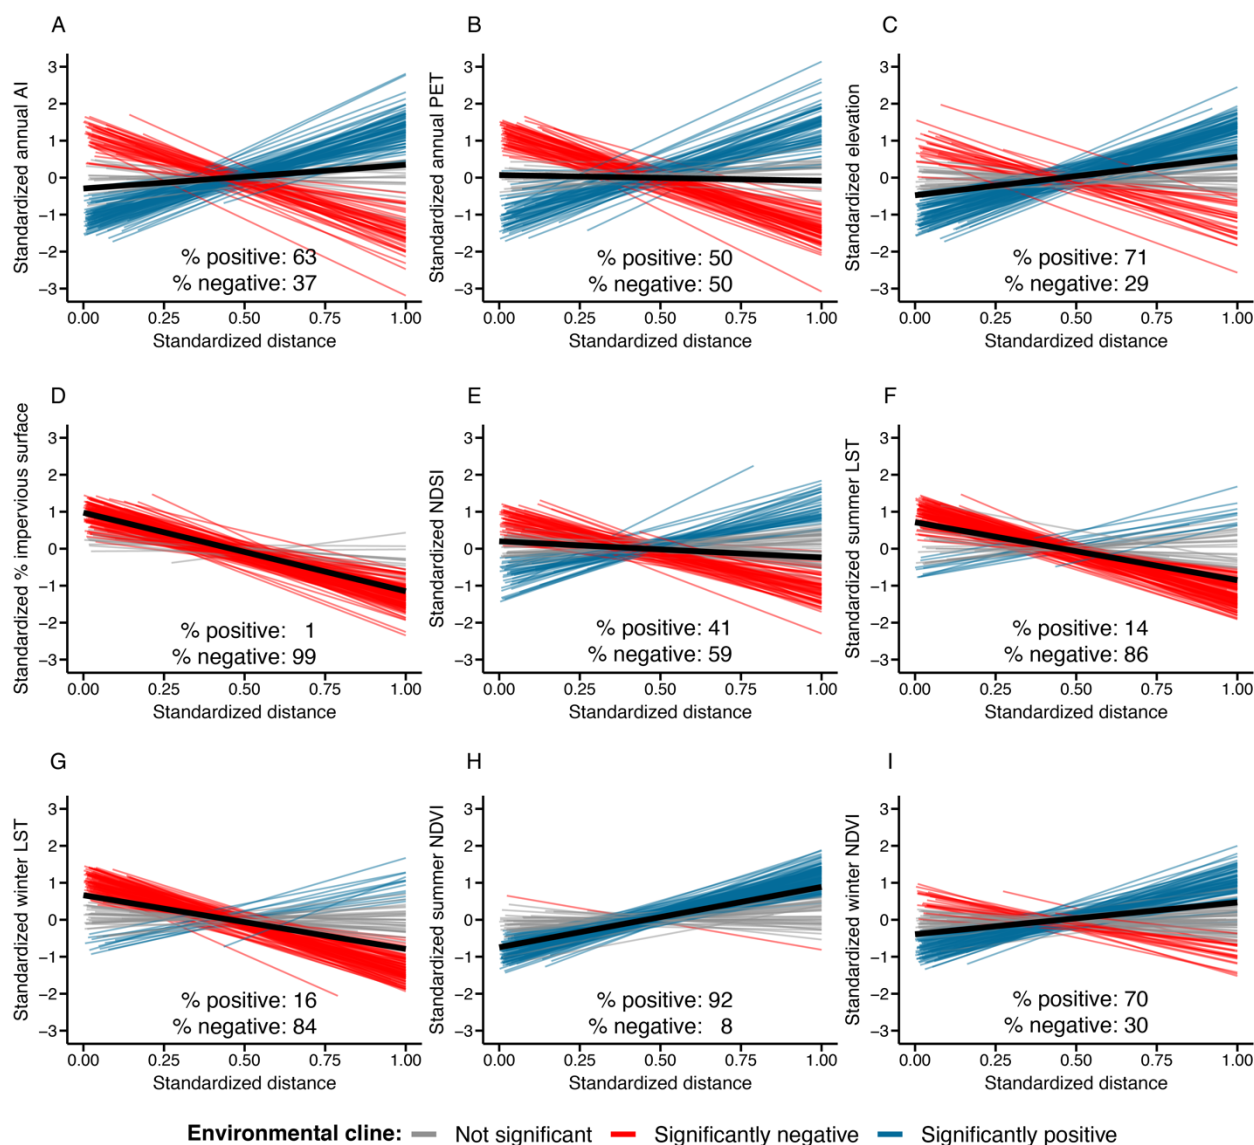 A
B
C
Standardized annual AI
3
2
1
0
−1
−2
−3
% positive: 63
% negative: 37
0.00 0.25 0.50 0.75 1.00
Standardized distance
Standardized annual PET
3
2
1
0
−1
−2
−3
% positive: 50
% negative: 50
0.00 0.25 0.50 0.75 1.00
Standardized distance
Standardized elevation
3
2
1
0
−1
−2
−3
% positive: 71
% negative: 29
0.00 0.25 0.50 0.75 1.00
Standardized distance
D
E
F
Standardized % impervious surface
3
2
1
0
−1
−2
−3
% positive: 1
% negative: 99
0.00 0.25 0.50 0.75 1.00
Standardized distance
Standardized NDSI
3
2
1
0
−1
−2
−3
% positive: 41
% negative: 59
0.00 0.25 0.50 0.75 1.00
Standardized distance
Standardized summer LST
3
2
1
0
−1
−2
−3
% positive: 14
% negative: 86
0.00 0.25 0.50 0.75 1.00
Standardized distance
G
H
I
Standardized winter LST
3
2
1
0
−1
−2
−3
% positive: 16
% negative: 84
0.00 0.25 0.50 0.75 1.00
Standardized distance
Standardized summer NDVI
3
2
1
0
−1
−2
−3
% positive: 92
% negative: 8
0.00 0.25 0.50 0.75 1.00
Standardized distance
Standardized winter NDVI
3
2
1
0
−1
−2
−3
% positive: 70
% negative: 30
0.00 0.25 0.50 0.75 1.00
Standardized distance
Environmental cline: Not significant Significantly negative Significantly positive